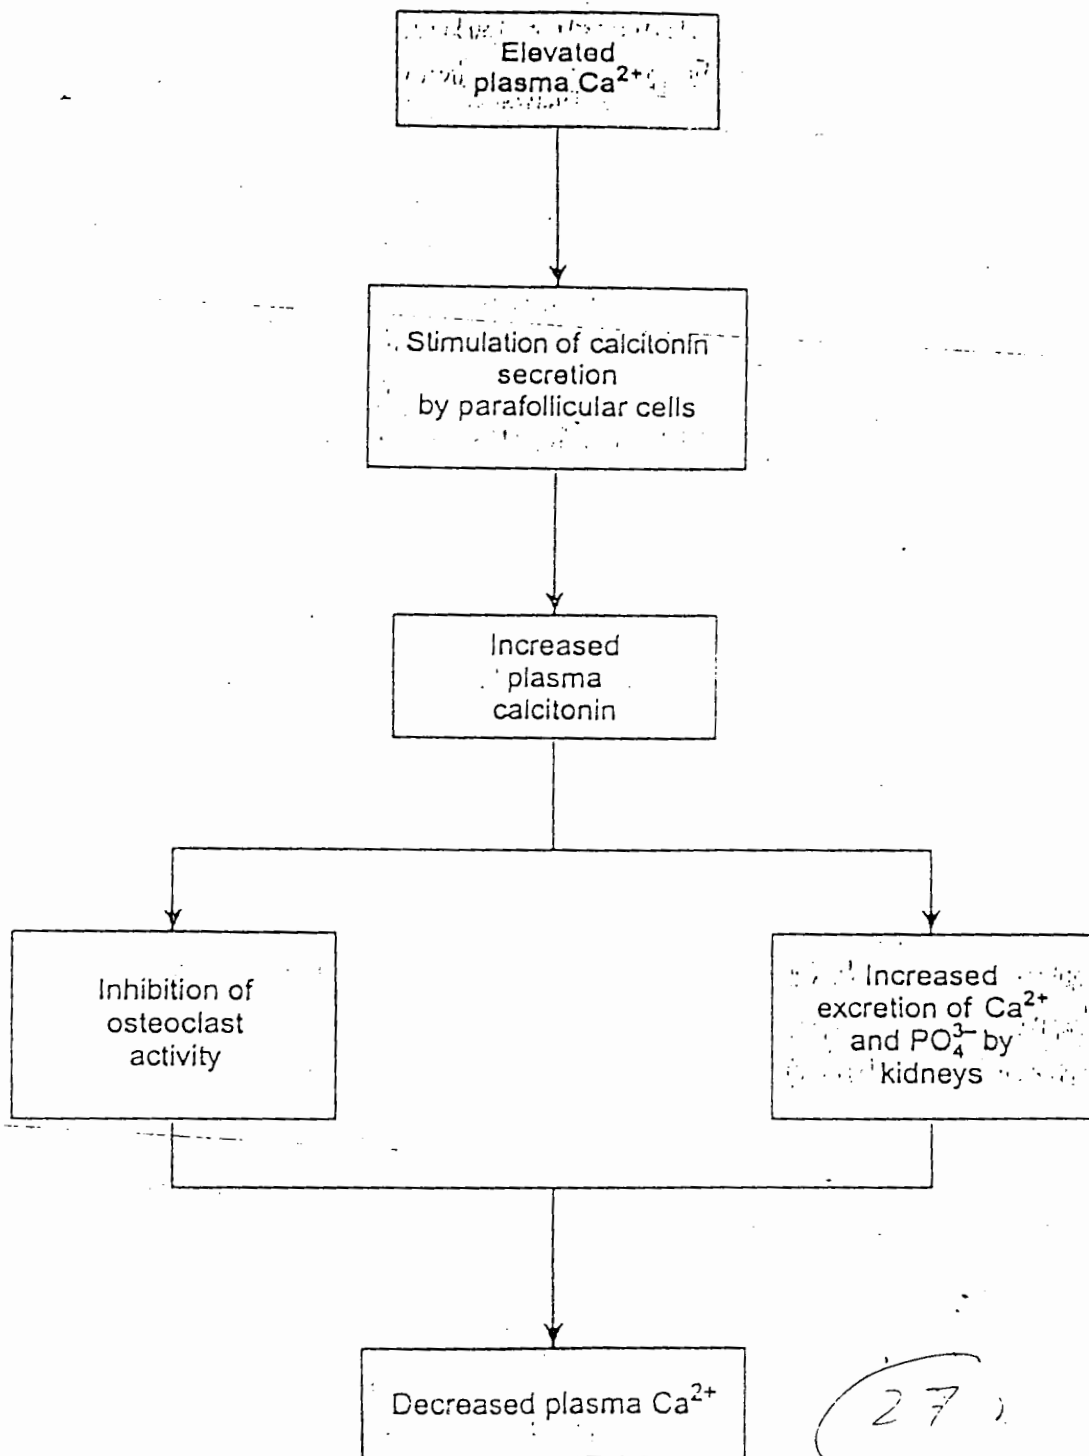 Elevated
plasma Ca²⁺
Stimulation of calcitonin
secretion
by parafollicular cells
Increased
plasma
calcitonin
Inhibition of
osteoclast
activity
Increased
excretion of Ca²⁺
and PO₄³⁻ by
kidneys
Decreased plasma Ca²⁺
27